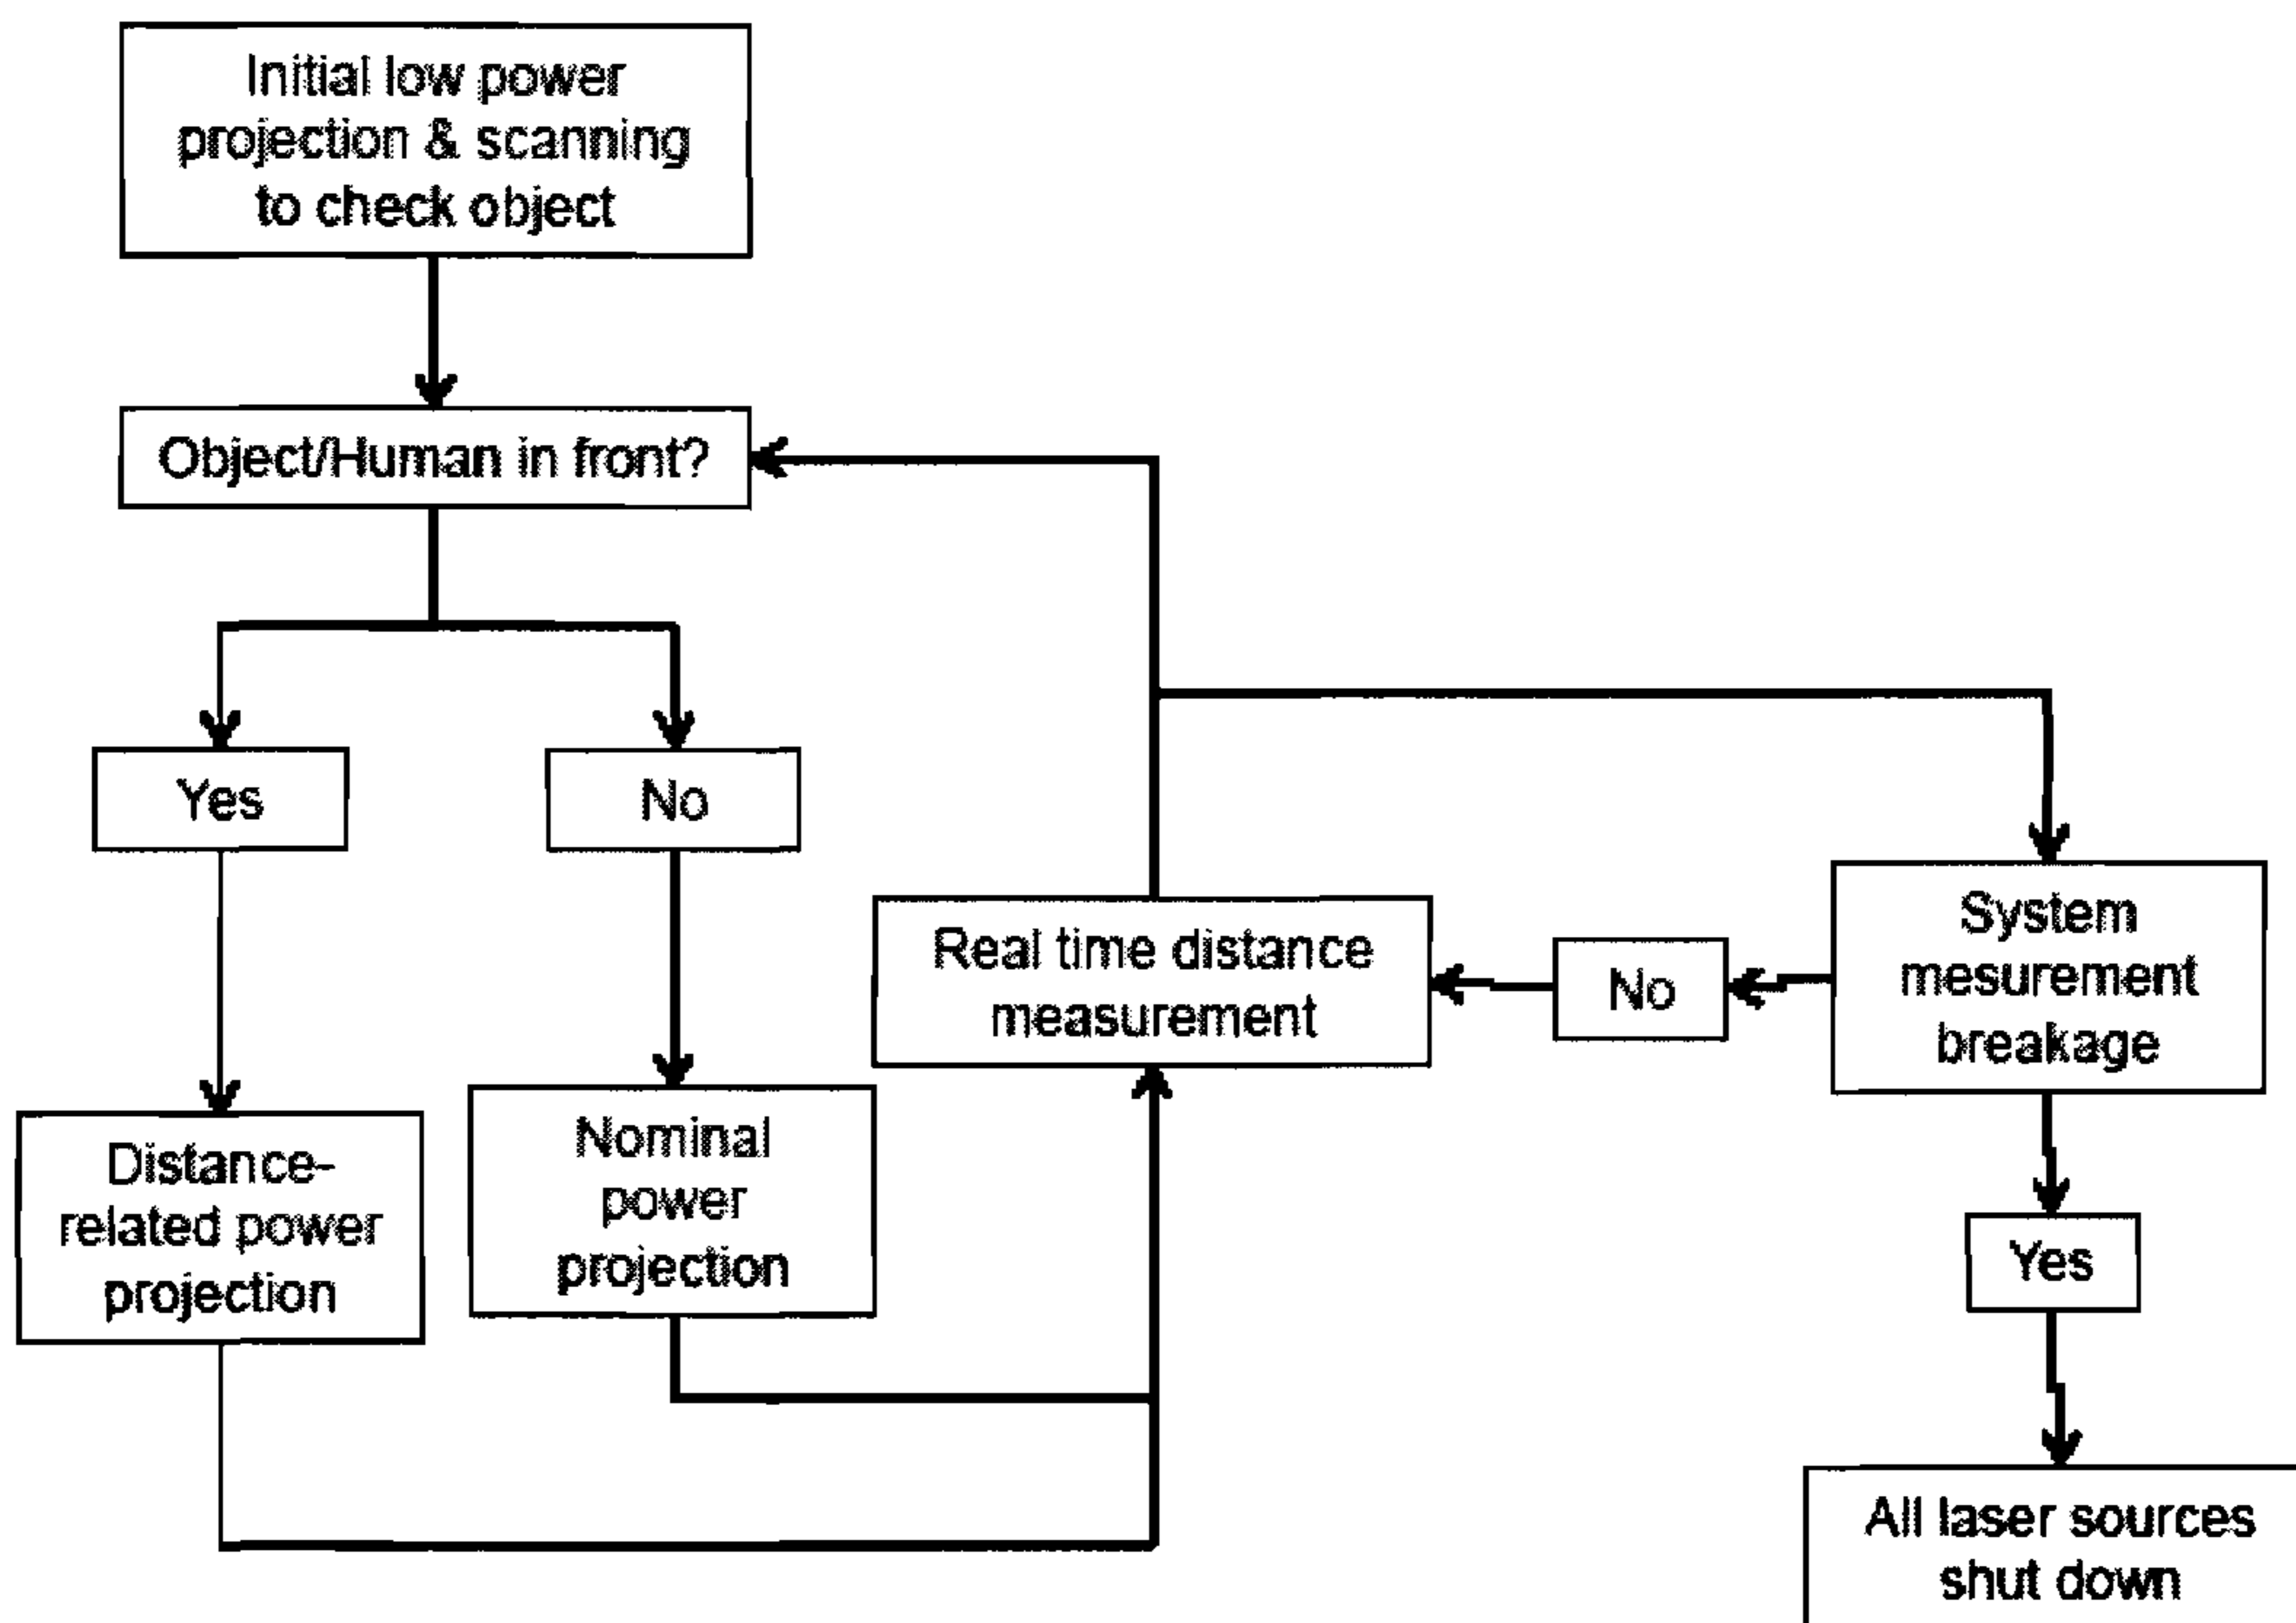 Initial low power
projection & scanning
to check object
Object/Human in front?
Yes
No
Distance-
related power
projection
Nominal
power
projection
Real time distance
measurement
No
System
mesurement
breakage
Yes
All laser sources
shut down